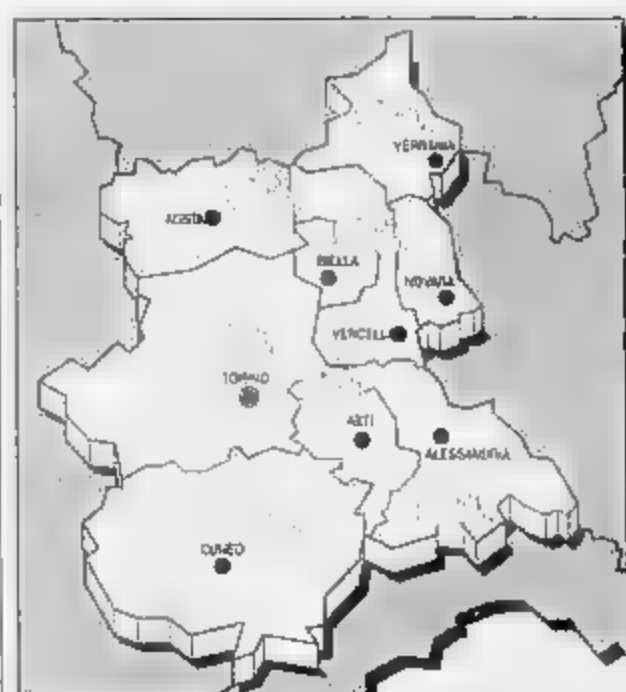 VERBANIA
AOSTA
BIELLA
NOVARA
VERCELLI
TORINO
ASTI
ALESSANDRIA
CUNEO